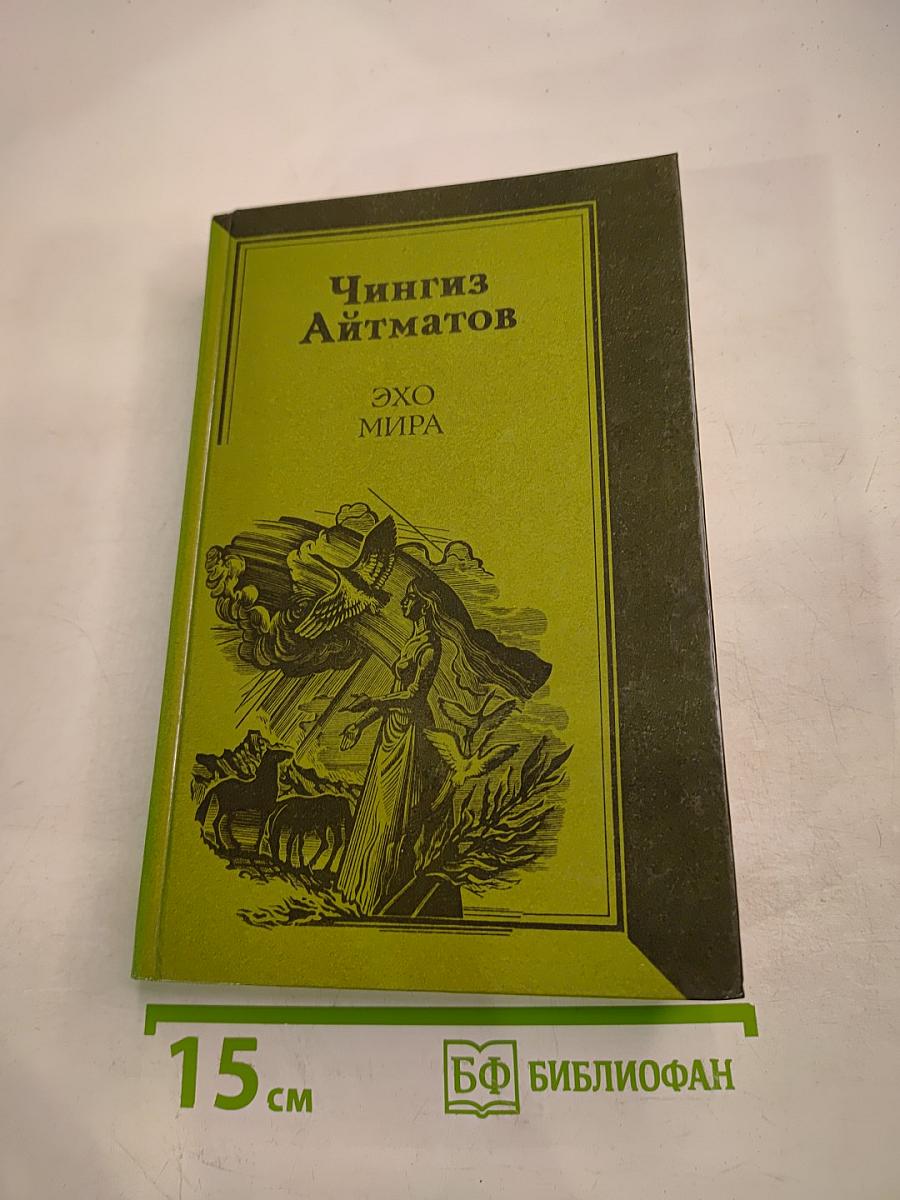 Чингиз
Айтматов
ЭХО
МИРА
15 см
БФ БИБЛИОФАН